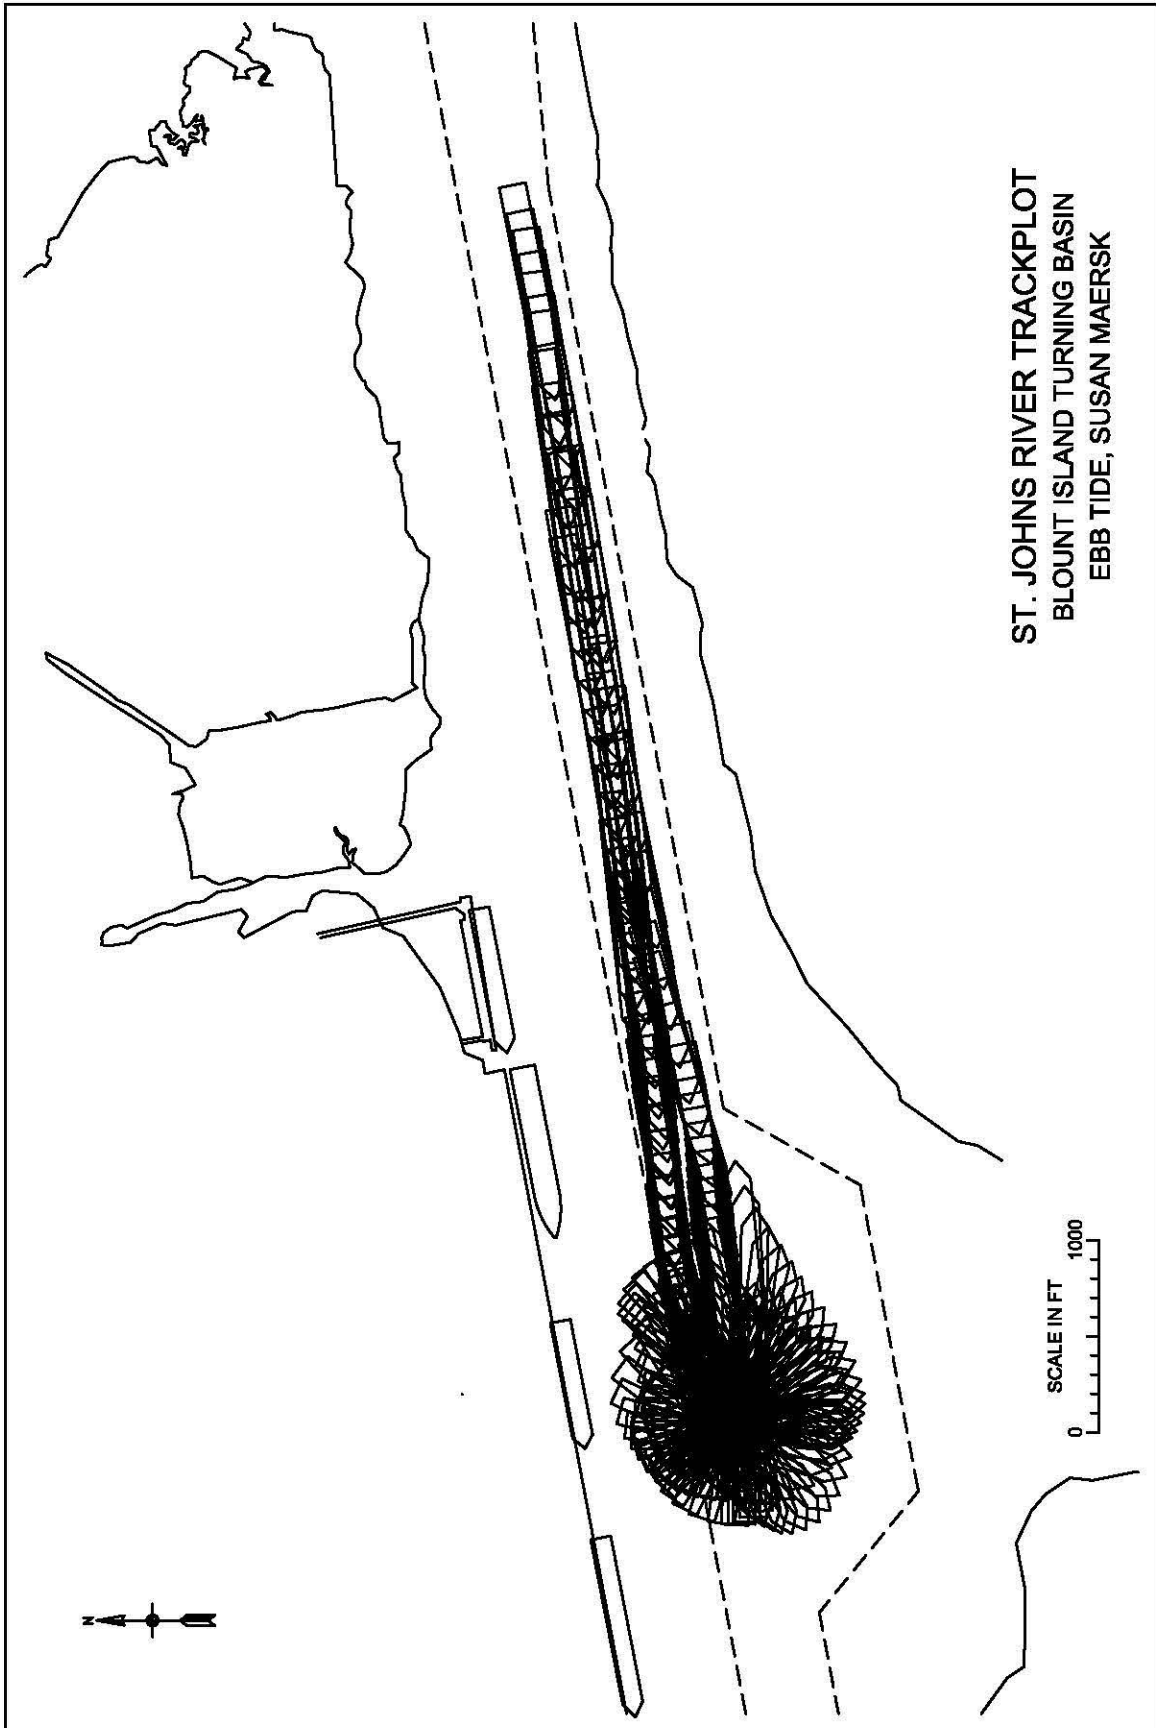 N
ST. JOHNS RIVER TRACKPLOT
BLOUNT ISLAND TURNING BASIN
EBB TIDE, SUSAN MAERSK
SCALE IN FT
0 1000